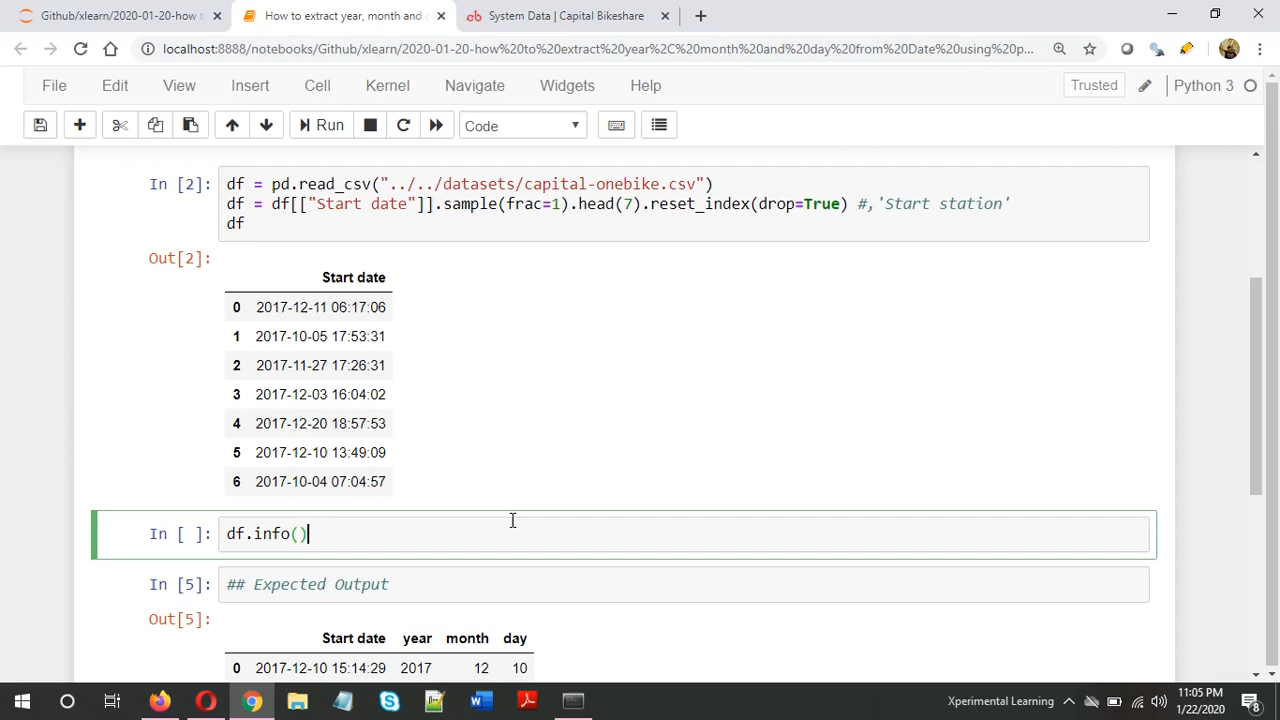 Github/xlearn/2020-01-20-how t
How to extract year, month and
System Data | Capital Bikeshare
localhost:8888/notebooks/Github/xlearn/2020-01-20-how%20to%20extract%20year%2C%20month%20and%20day%20from%20Date%20using%20p...
File Edit View Insert Cell Kernel Navigate Widgets Help Trusted Python 3
Run Code
In [2]: df = pd.read_csv("../../datasets/capital-onebike.csv")
df = df[["Start date"]].sample(frac=1).head(7).reset_index(drop=True) #,'Start station'
df
Out[2]:
Start date
0 2017-12-11 06:17:06
1 2017-10-05 17:53:31
2 2017-11-27 17:26:31
3 2017-12-03 16:04:02
4 2017-12-20 18:57:53
5 2017-12-10 13:49:09
6 2017-10-04 07:04:57
In [ ]: df.info()
In [5]: ## Expected Output
Out[5]:
Start date year month day
0 2017-12-10 15:14:29 2017 12 10
Xperimental Learning
11:05 PM
1/22/2020
8